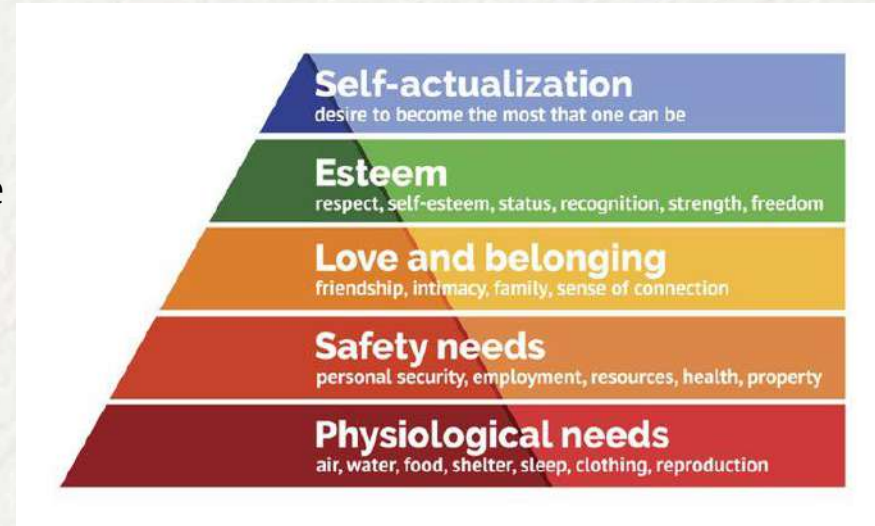 Self-actualization
desire to become the most that one can be
Esteem
respect, self-esteem, status, recognition, strength, freedom
Love and belonging
friendship, intimacy, family, sense of connection
Safety needs
personal security, employment, resources, health, property
Physiological needs
air, water, food, shelter, sleep, clothing, reproduction